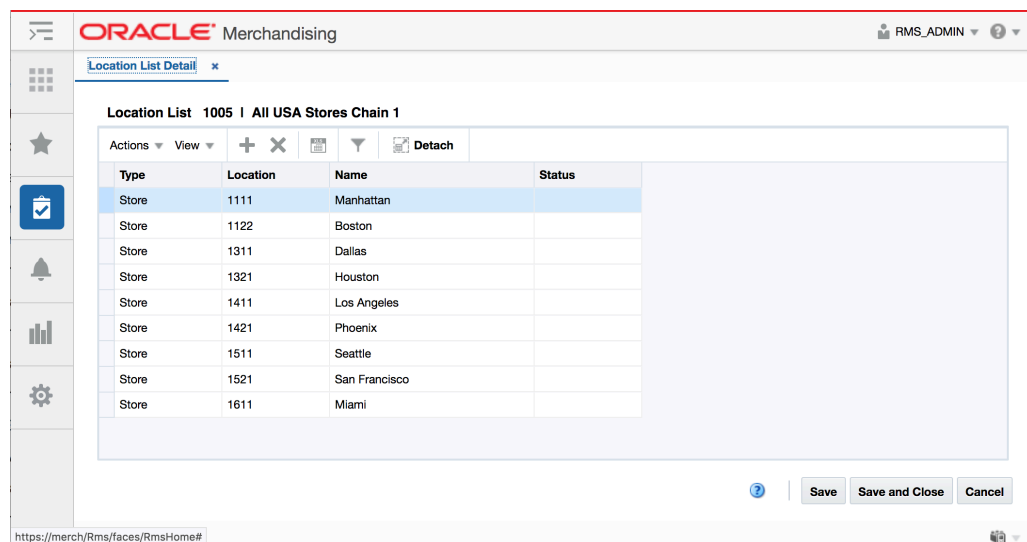 ORACLE® Merchandising
RMS_ADMIN
Location List Detail ×
Location List 1005 | All USA Stores Chain 1
Actions View Detach
Type Location Name Status
Store 1111 Manhattan
Store 1122 Boston
Store 1311 Dallas
Store 1321 Houston
Store 1411 Los Angeles
Store 1421 Phoenix
Store 1511 Seattle
Store 1521 San Francisco
Store 1611 Miami
? Save Save and Close Cancel
https://merch/Rms/faces/RmsHome#